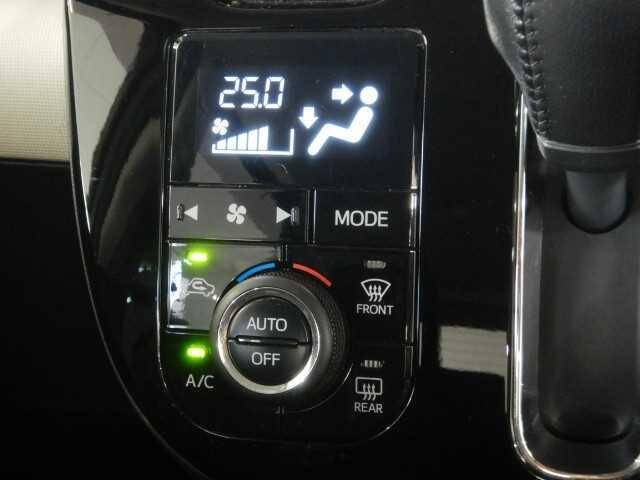 25.0
MODE
AUTO
OFF
FRONT
A/C
REAR